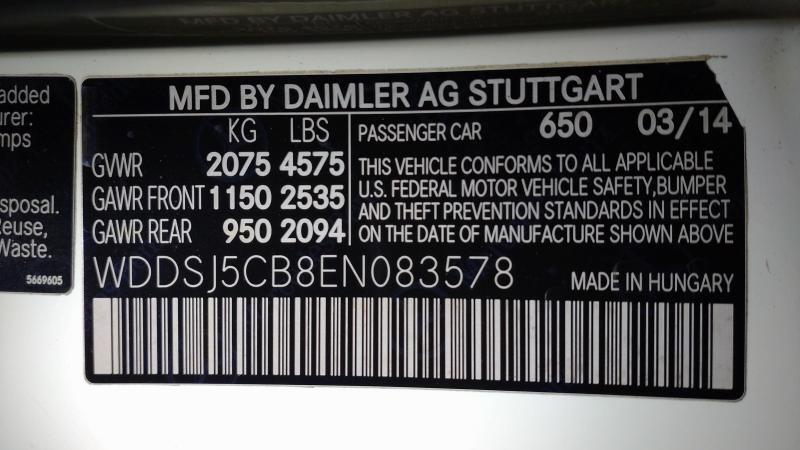 added
urer:
mps
sposal.
Reuse,
Waste.
5669605
MFD BY DAIMLER AG STUTTGART
KG LBS
GVWR 2075 4575
GAWR FRONT 1150 2535
GAWR REAR 950 2094
PASSENGER CAR 650 03/14
THIS VEHICLE CONFORMS TO ALL APPLICABLE
U.S. FEDERAL MOTOR VEHICLE SAFETY,BUMPER
AND THEFT PREVENTION STANDARDS IN EFFECT
ON THE DATE OF MANUFACTURE SHOWN ABOVE
WDDSJ5CB8EN083578 MADE IN HUNGARY